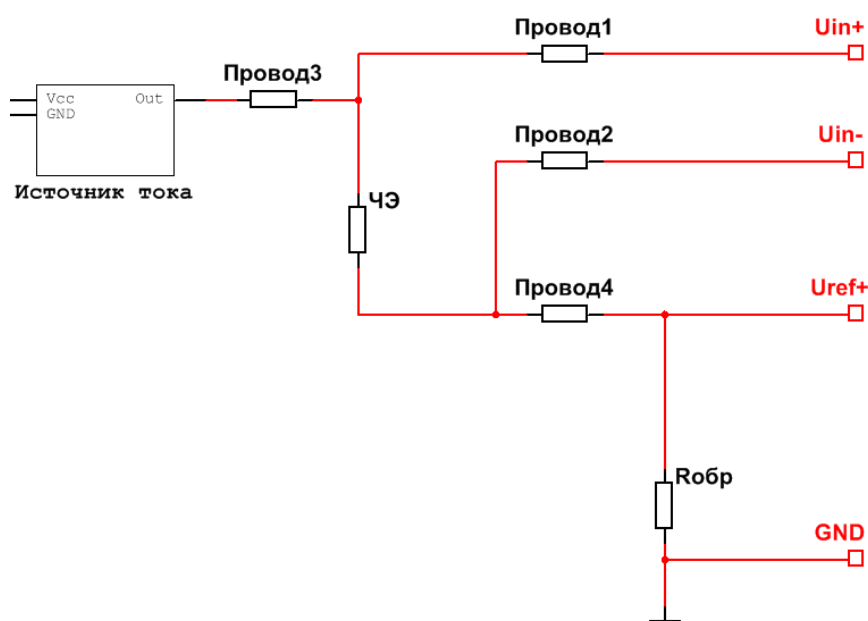 Провод1
Uin+
Провод3
Vcc
Out
GND
Источник тока
Провод2
Uin-
ЧЭ
Провод4
Uref+
Rобр
GND